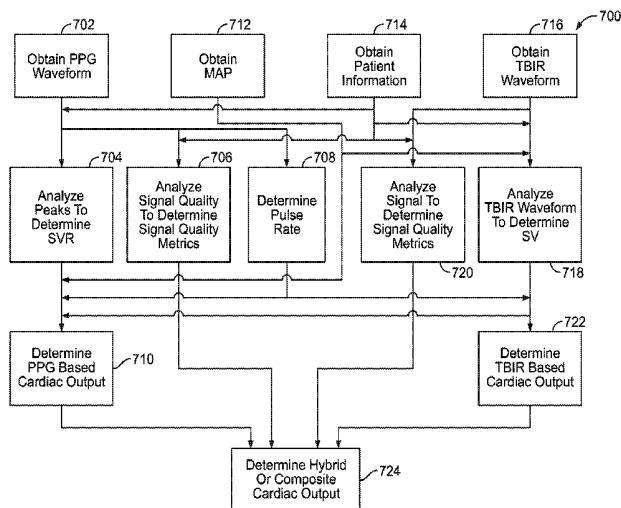 702
712
714
716
700
Obtain PPG
Waveform
Obtain
MAP
Obtain
Patient
Information
Obtain
TBIR
Waveform
704
706
708
Analyze
Peaks To
Determine
SVR
Analyze
Signal Quality
To Determine
Signal Quality
Metrics
Determine
Pulse
Rate
Analyze
Signal To
Determine
Signal Quality
Metrics
Analyze
TBIR Waveform
To Determine
SV
720
718
722
Determine
PPG Based
Cardiac Output
710
Determine
TBIR Based
Cardiac Output
Determine Hybrid
Or Composite
Cardiac Output
724